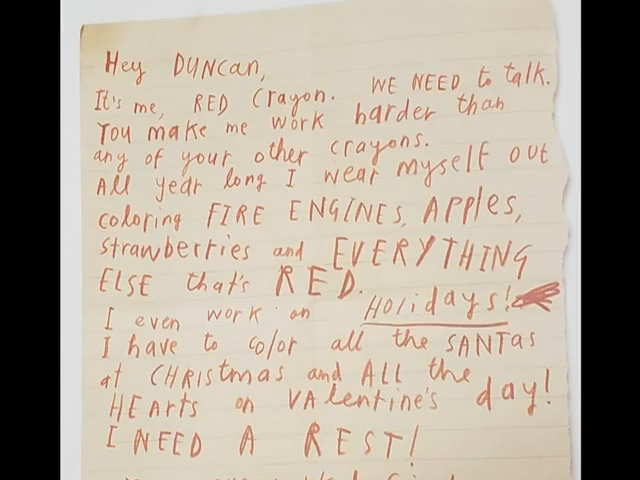 Hey DUNCan,
It's me, RED Crayon. WE NEED to talk.
You make me work harder than
any of your other crayons.
All year long I wear myself out
coloring FIRE ENGINES, Apples,
strawberries and EVERYTHING
ELSE that's RED.
I even work on Holidays!
I have to color all the SANTas
at CHRistmas and All the
HEArts on VAlentine's day!
I NEED A REST!